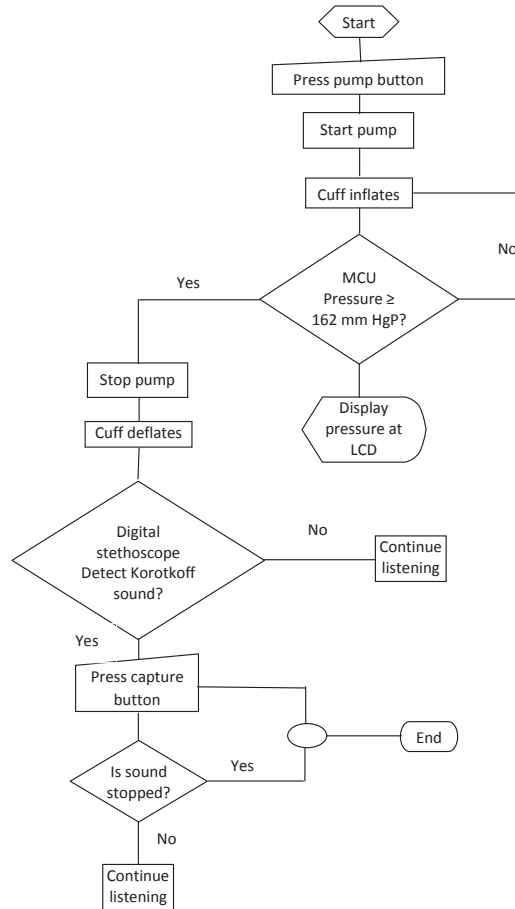 Start
Press pump button
Start pump
Cuff inflates
No
MCU
Pressure ≥
162 mm HgP?
Yes
Stop pump
Display
pressure at
LCD
Cuff deflates
Digital
stethoscope
Detect Korotkoff
sound?
No
Continue
listening
Yes
Press capture
button
End
Is sound
stopped?
Yes
No
Continue
listening